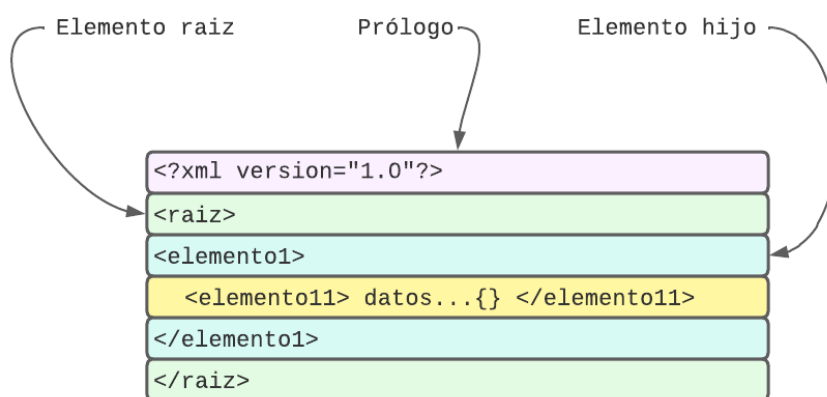 Elemento raiz
Prólogo
Elemento hijo
<?xml version="1.0"?>
<raiz>
<elemento1>
<elemento11> datos...{} </elemento11>
</elemento1>
</raiz>